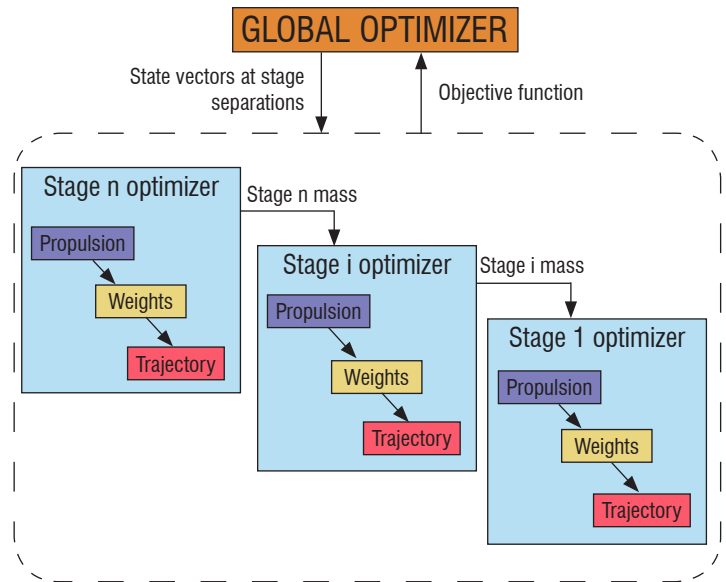 GLOBAL OPTIMIZER
State vectors at stage
separations
Objective function
Stage n optimizer
Propulsion
Weights
Trajectory
Stage n mass
Stage i optimizer
Propulsion
Weights
Trajectory
Stage i mass
Stage 1 optimizer
Propulsion
Weights
Trajectory